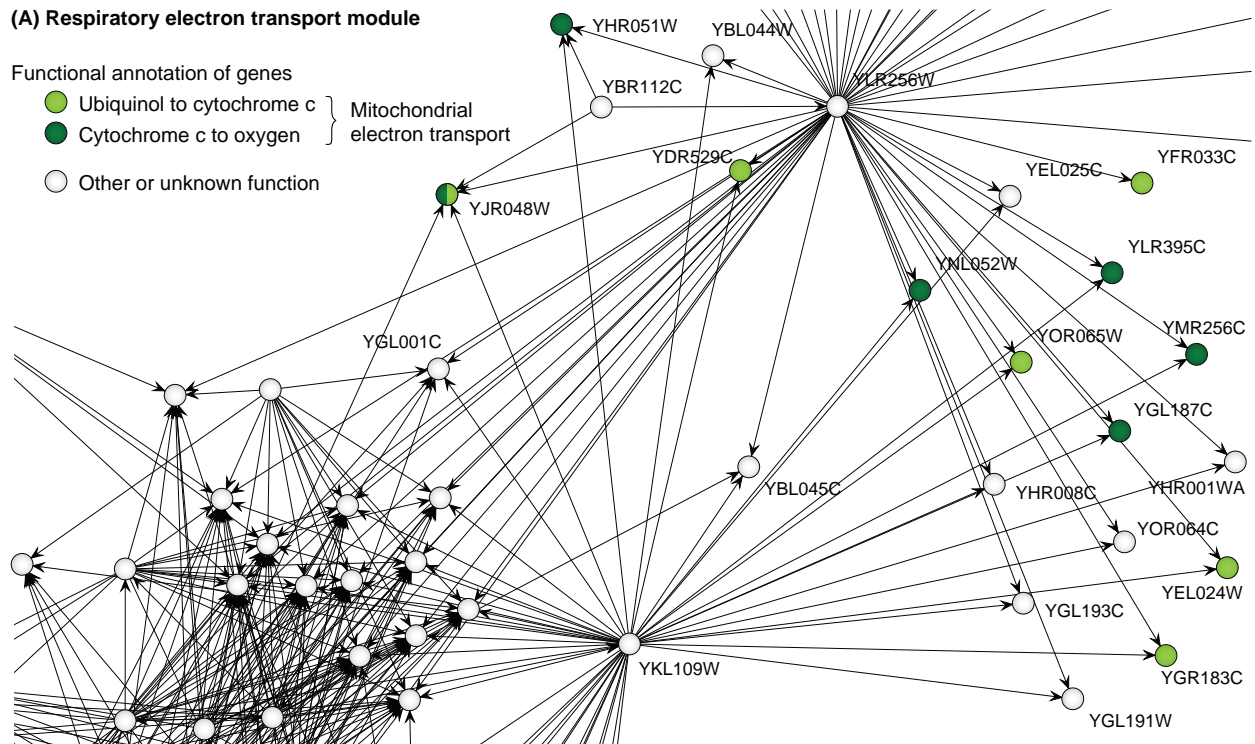 (A) Respiratory electron transport module
Functional annotation of genes
Ubiquinol to cytochrome c
Cytochrome c to oxygen
Mitochondrial
electron transport
Other or unknown function
YHR051W
YBL044W
YBR112C
YLR256W
YDR529C
YEL025C
YFR033C
YJR048W
YNL052W
YLR395C
YGL001C
YOR065W
YMR256C
YGL187C
YBL045C
YHR008C
YHR001WA
YOR064C
YEL024W
YGL193C
YKL109W
YGR183C
YGL191W